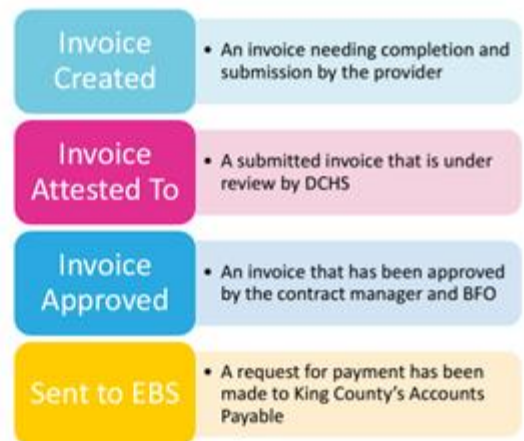 Invoice
Created
• An invoice needing completion and
submission by the provider
Invoice
Attested To
• A submitted invoice that is under
review by DCHS
Invoice
Approved
• An invoice that has been approved
by the contract manager and BFO
Sent to EBS
• A request for payment has been
made to King County's Accounts
Payable